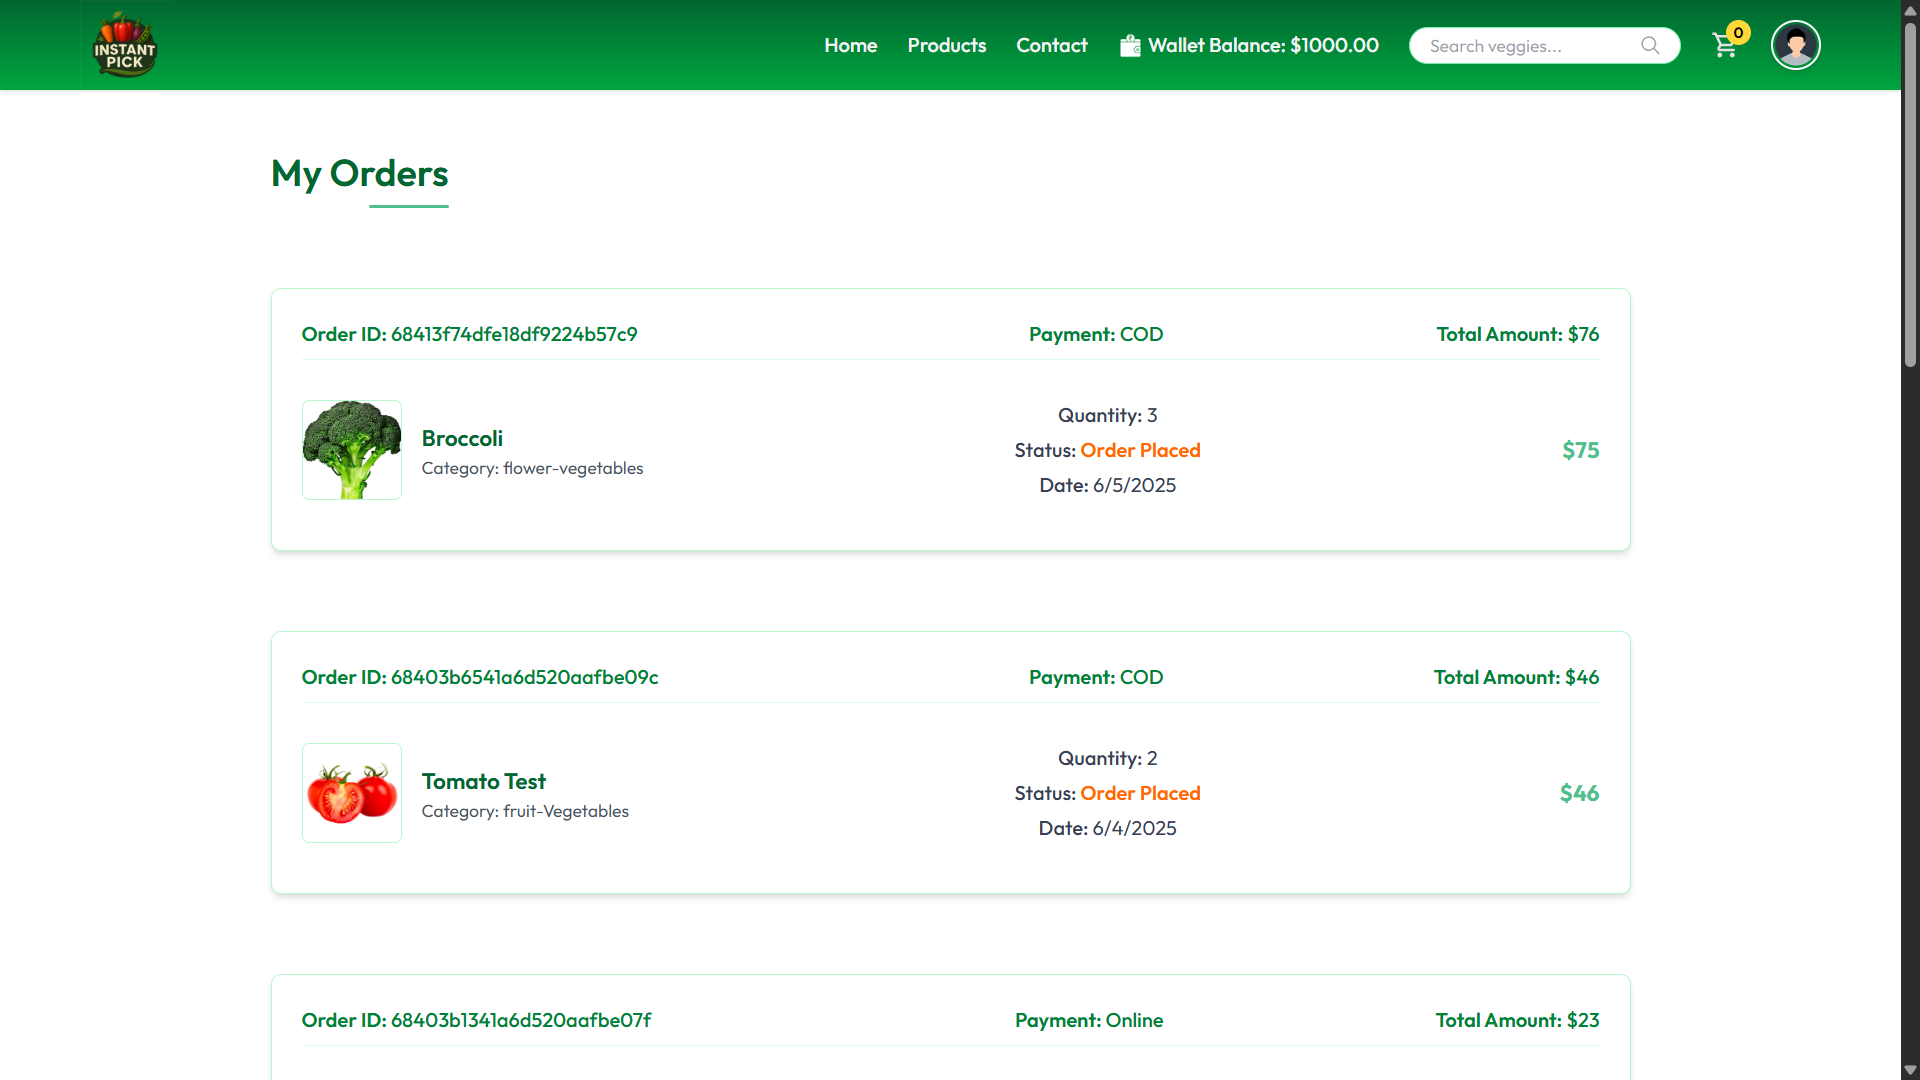 INSTANT
PICK
Home
Products
Contact
Wallet Balance: $1000.00
Search veggies...
0
My Orders
Order ID: 68413f74dfe18df9224b57c9
Payment: COD
Total Amount: $76
Broccoli
Category: flower-vegetables
Quantity: 3
Status: Order Placed
Date: 6/5/2025
$75
Order ID: 68403b6541a6d520aafbe09c
Payment: COD
Total Amount: $46
Tomato Test
Category: fruit-Vegetables
Quantity: 2
Status: Order Placed
Date: 6/4/2025
$46
Order ID: 68403b1341a6d520aafbe07f
Payment: Online
Total Amount: $23